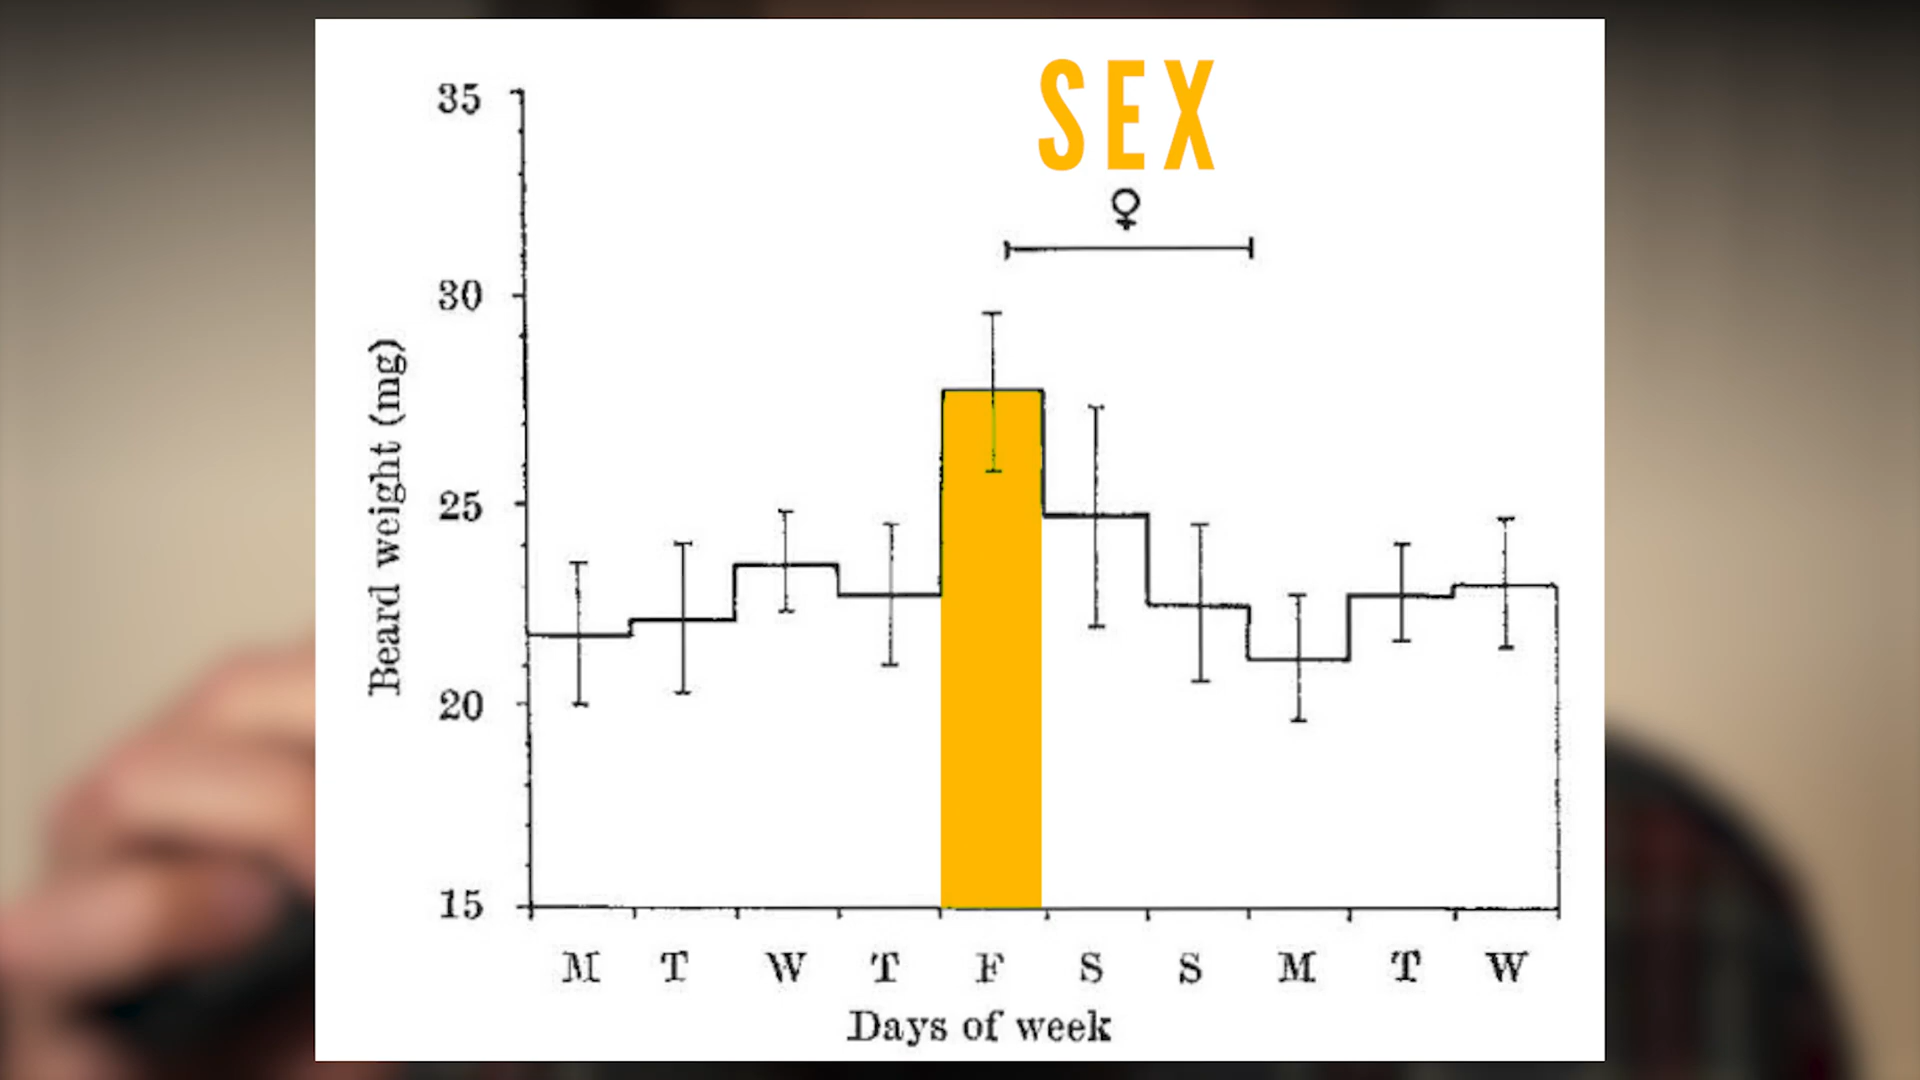 SEX
♀
35
30
25
20
15
Beard weight (mg)
M T W T F S S M T W
Days of week